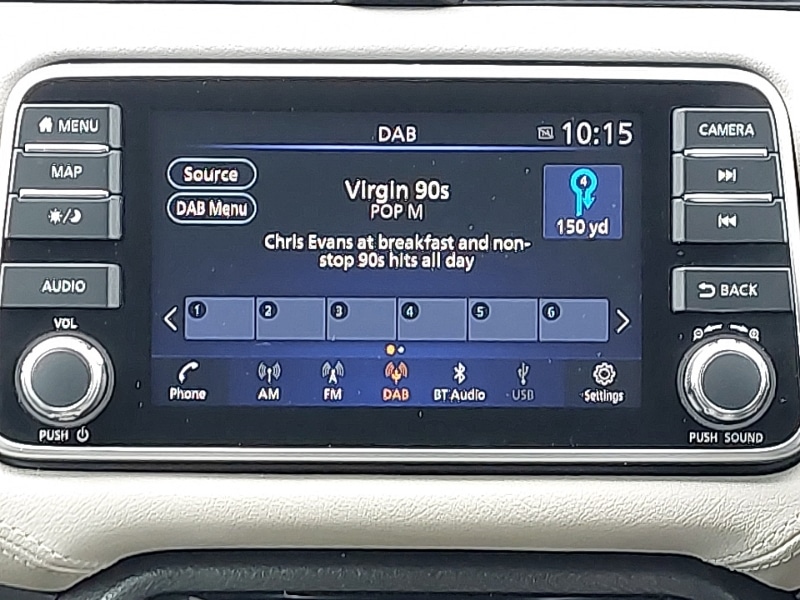 MENU
MAP
AUDIO
VOL
PUSH
DAB
10:15
Source
DAB Menu
Virgin 90s
POP M
Chris Evans at breakfast and non-
stop 90s hits all day
4
150 yd
1 2 3 4 5 6
Phone AM FM DAB BT Audio USB Settings
CAMERA
BACK
PUSH SOUND